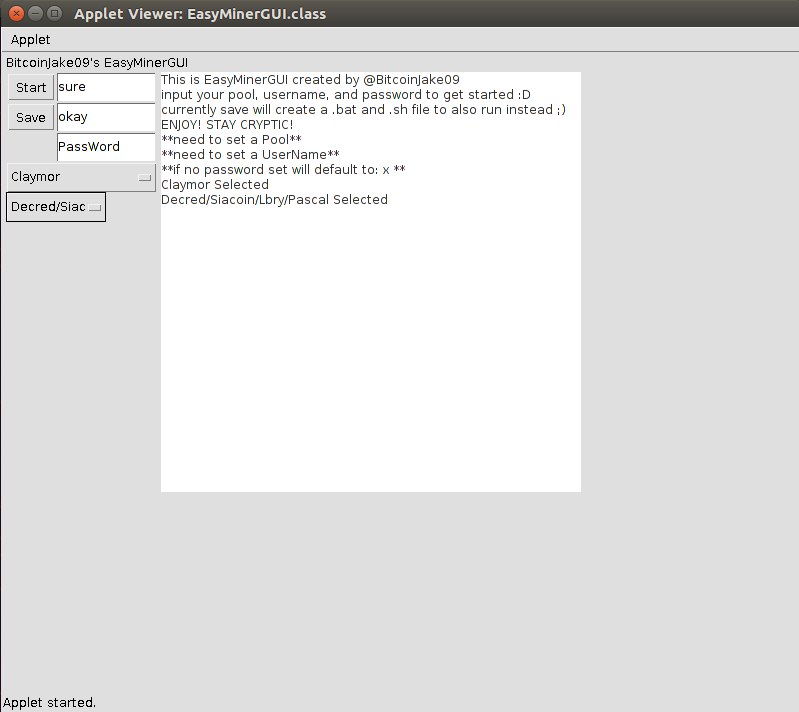 Applet Viewer: EasyMinerGUI.class
Applet
BitcoinJake09's EasyMinerGUI
Start
sure
Save
okay
PassWord
Claymor
Decred/Siac
This is EasyMinerGUI created by @BitcoinJake09
input your pool, username, and password to get started :D
currently save will create a .bat and .sh file to also run instead ;)
ENJOY! STAY CRYPTIC!
**need to set a Pool**
**need to set a UserName**
**if no password set will default to: x **
Claymor Selected
Decred/Siacoin/Lbry/Pascal Selected
Applet started.